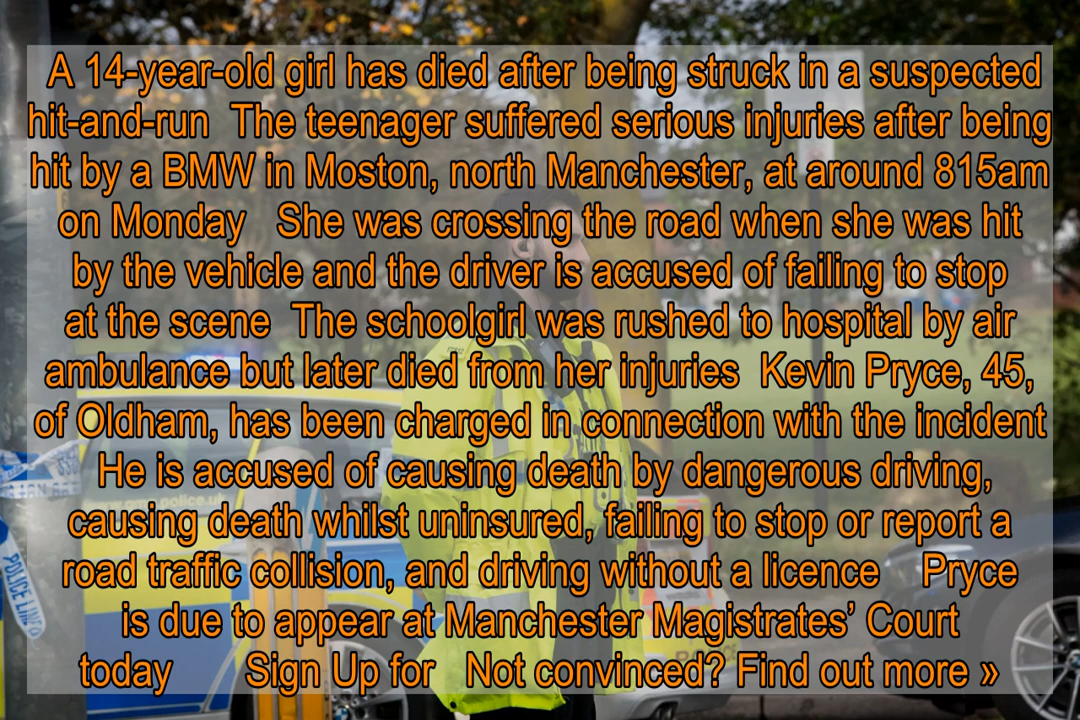 A 14-year-old girl has died after being struck in a suspected
hit-and-run The teenager suffered serious injuries after being
hit by a BMW in Moston, north Manchester, at around 815am
on Monday She was crossing the road when she was hit
by the vehicle and the driver is accused of failing to stop
at the scene The schoolgirl was rushed to hospital by air
ambulance but later died from her injuries Kevin Pryce, 45,
of Oldham, has been charged in connection with the incident
He is accused of causing death by dangerous driving,
causing death whilst uninsured, failing to stop or report a
road traffic collision, and driving without a licence Pryce
is due to appear at Manchester Magistrates’ Court
today Sign Up for Not convinced? Find out more »
police.uk
POLICE LINE